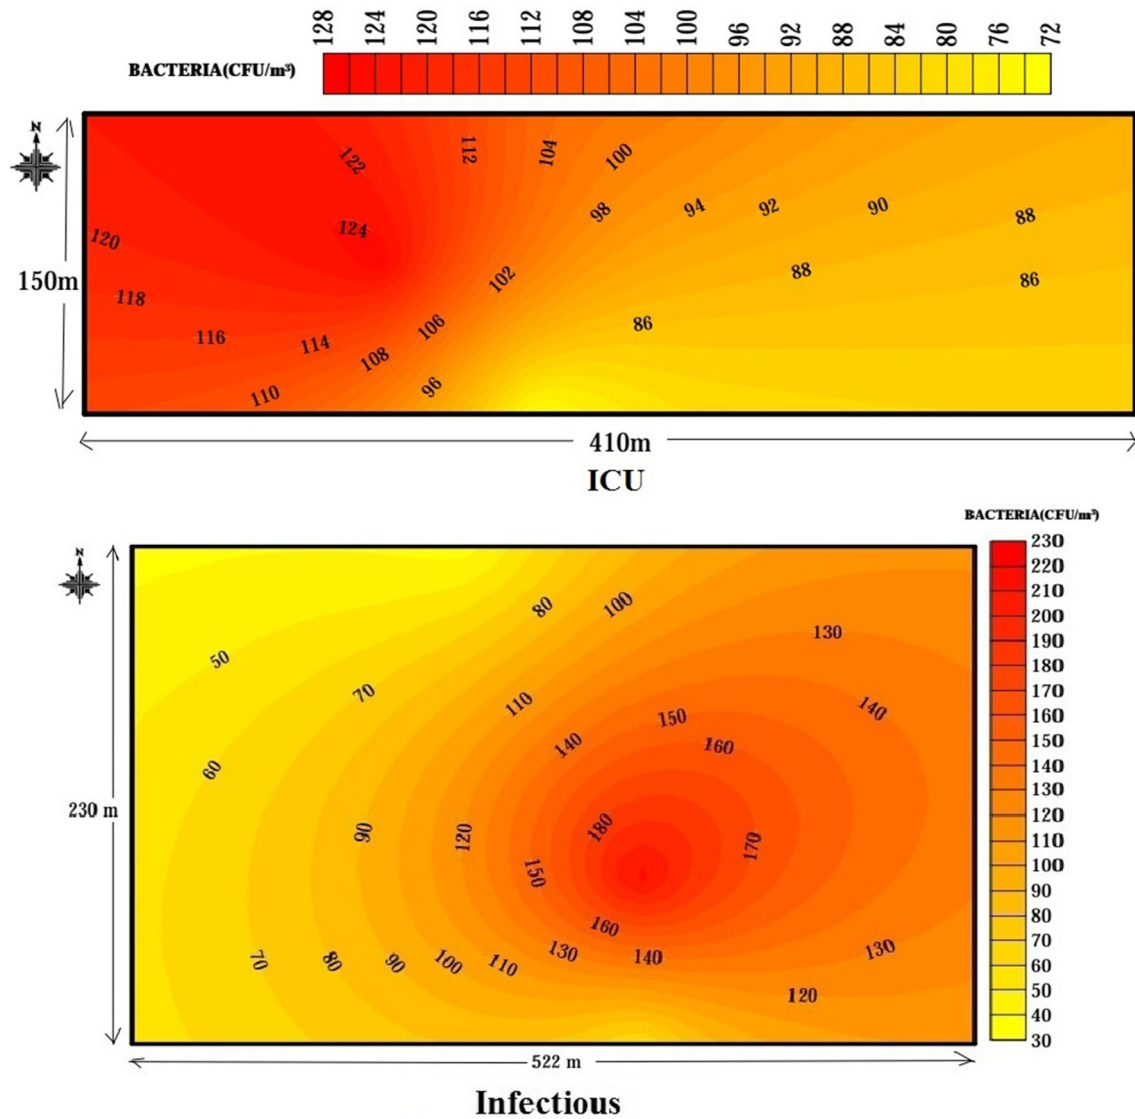 128 124 120 116 112 108 104 100 96 92 88 84 80 76 72
BACTERIA(CFU/m³)
N
122 112 104 100
120 124 98 94 92 90 88
150m 118 102 88 86
116 114 106 86
108
110 96
410m
ICU
BACTERIA(CFU/m³)
N
80 100
130
50
70 110 140
150
140 160
60
230 m
90 120 180 170
150
160
70 80 90 100 110 130 140 130
120
230
220
210
200
190
180
170
160
150
140
130
120
110
100
90
80
70
60
50
40
30
522 m
Infectious